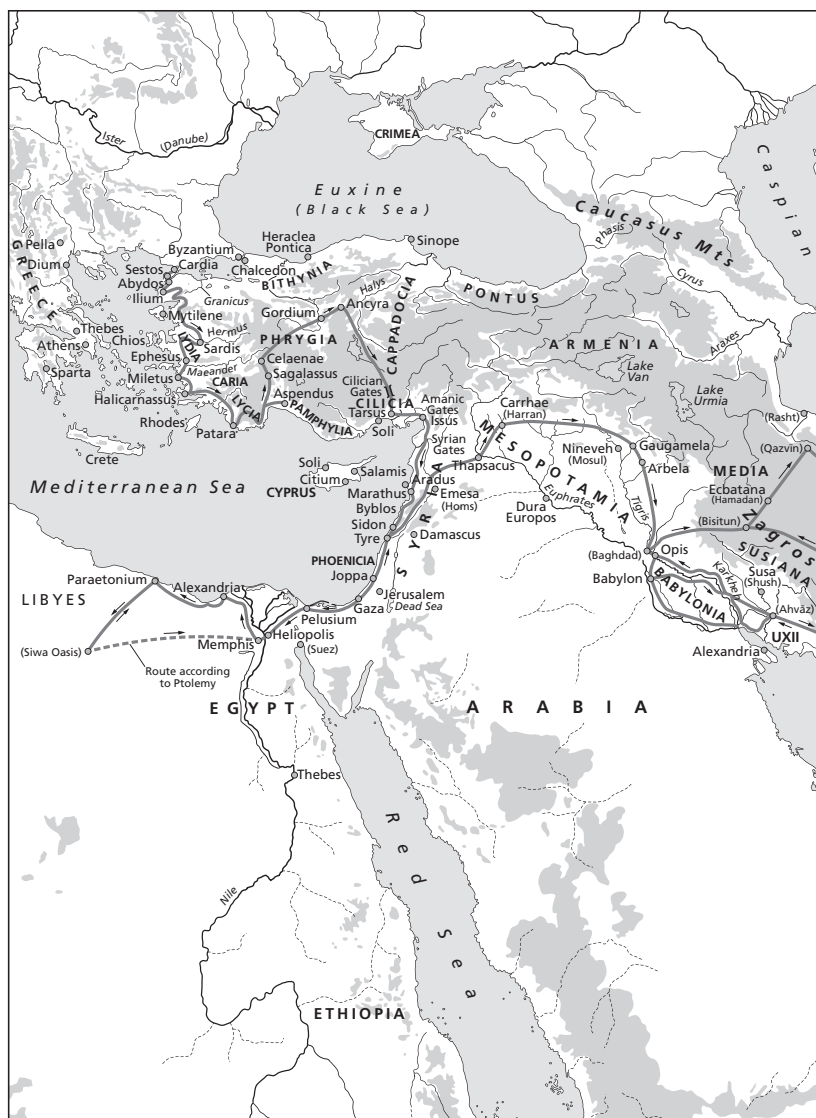 CRIMEA
Ister
(Danube)
Euxine
(Black Sea)
Caspian
Caucasus Mts
Phasis
Cyrus
GREECE
Pella
Dium
Byzantium
Heraclea
Pontica
Sinope
Sestos
Cardia
Chalcedon
BITHYNIA
Abydos
Ilium
Granicus
Halys
Ancyra
CAPPADOCIA
PONTUS
Mytilene
Gordium
Thebes
Hermus
PHRYGIA
ARMENIA
Araxes
Athens
Chios
LYDIA
Sardis
Ephesus
Celaenae
Lake
Van
Sparta
Maeander
Sagalassus
Miletus
CARIA
Cilician
Gates
Amanic
Gates
Lake
Urmia
Halicarnassus
LYCIA
Aspendus
CILICIA
Issus
Carrhae
(Harran)
(Rasht)
Rhodes
PAMPHYLIA
Tarsus
Soli
MESOPOTAMIA
Patara
Syrian
Gates
Nineveh
(Mosul)
Gaugamela
(Qazvin)
Crete
Soli
Salamis
Thapsacus
Arbela
MEDIA
Mediterranean Sea
Citium
CYPRUS
Aradus
Marathus
Emesa
(Homs)
Euphrates
Ecbatana
(Hamadan)
Byblos
Dura
Europos
Tigris
Zagros
Sidon
SYRIA
(Bisitun)
Tyre
Damascus
SUSIANA
PHOENICIA
(Baghdad)
Opis
Paraetonium
Joppa
Karkheh
Susa
(Shush)
Alexandria
Babylon
BABYLONIA
LIBYES
Jerusalem
Dead Sea
(Ahvāz)
Gaza
Pelusium
UXII
Heliopolis
Memphis
(Siwa Oasis)
(Suez)
Alexandria
Route according
to Ptolemy
EGYPT
ARABIA
Thebes
Red Sea
Nile
ETHIOPIA